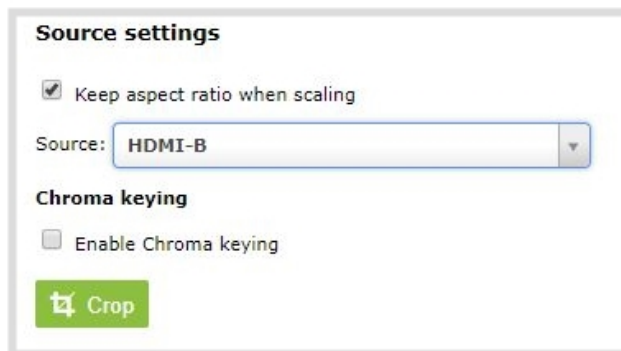 Source settings
Keep aspect ratio when scaling
Source: HDMI-B
Chroma keying
Enable Chroma keying
Crop